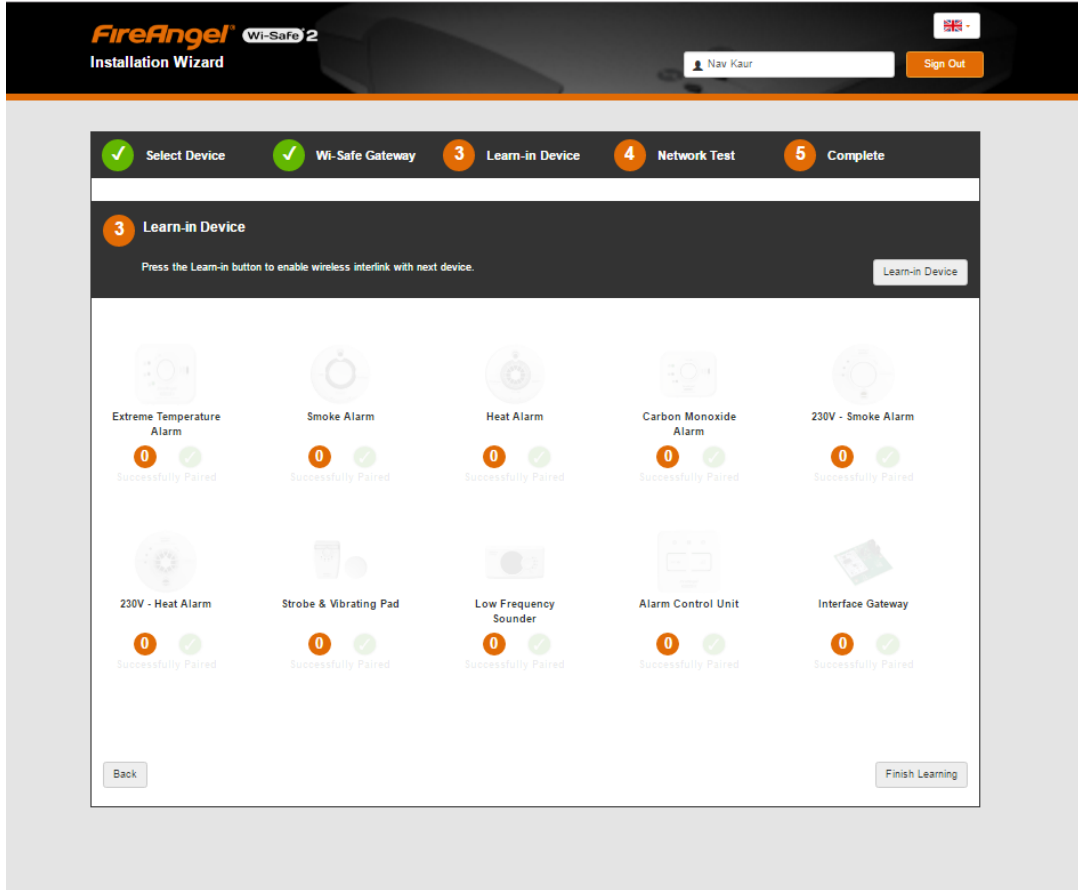 FireAngel® Wi-Safe 2
Installation Wizard
Nav Kaur
Sign Out
Select Device
Wi-Safe Gateway
3 Learn-in Device
4 Network Test
5 Complete
3 Learn-in Device
Press the Learn-in button to enable wireless interlink with next device.
Learn-in Device
Extreme Temperature
Alarm
0
Successfully Paired
Smoke Alarm
0
Successfully Paired
Heat Alarm
0
Successfully Paired
Carbon Monoxide
Alarm
0
Successfully Paired
230V - Smoke Alarm
0
Successfully Paired
230V - Heat Alarm
0
Successfully Paired
Strobe & Vibrating Pad
0
Successfully Paired
Low Frequency
Sounder
0
Successfully Paired
Alarm Control Unit
0
Successfully Paired
Interface Gateway
0
Successfully Paired
Back
Finish Learning